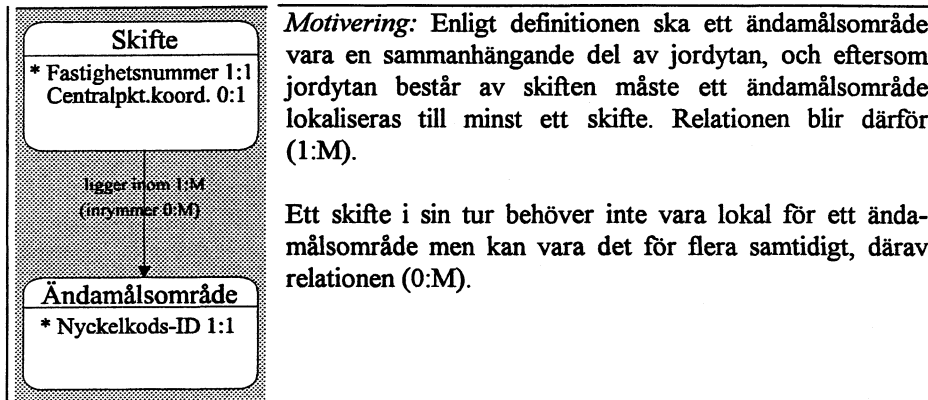 Skifte
* Fastighetsnummer 1:1
Centralpkt.koord. 0:1
ligger inom 1:M
(inrymmer 0:M)
Ändamålsområde
* Nyckelkods-ID 1:1
Motivering: Enligt definitionen ska ett ändamålsområde
vara en sammanhängande del av jordytan, och eftersom
jordytan består av skiften måste ett ändamålsområde
lokaliseras till minst ett skifte. Relationen blir därför
(1:M).
Ett skifte i sin tur behöver inte vara lokal för ett ända-
målsområde men kan vara det för flera samtidigt, därav
relationen (0:M).